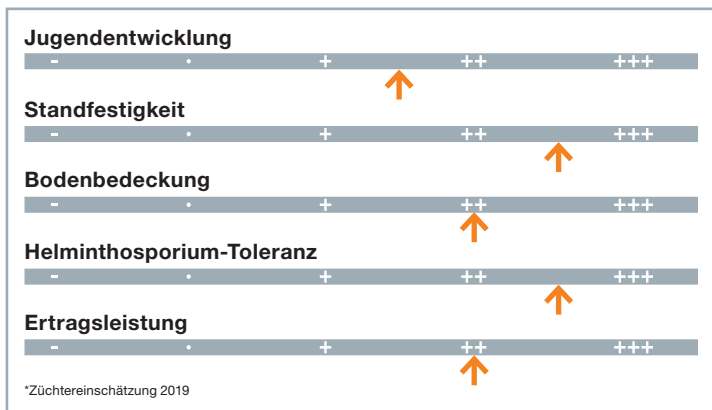 Jugendentwicklung
- • + ++ +++
Standfestigkeit
- • + ++ +++
Bodenbedeckung
- • + ++ +++
Helminthosporium-Toleranz
- • + ++ +++
Ertragsleistung
- • + ++ +++
*Züchtereinschätzung 2019